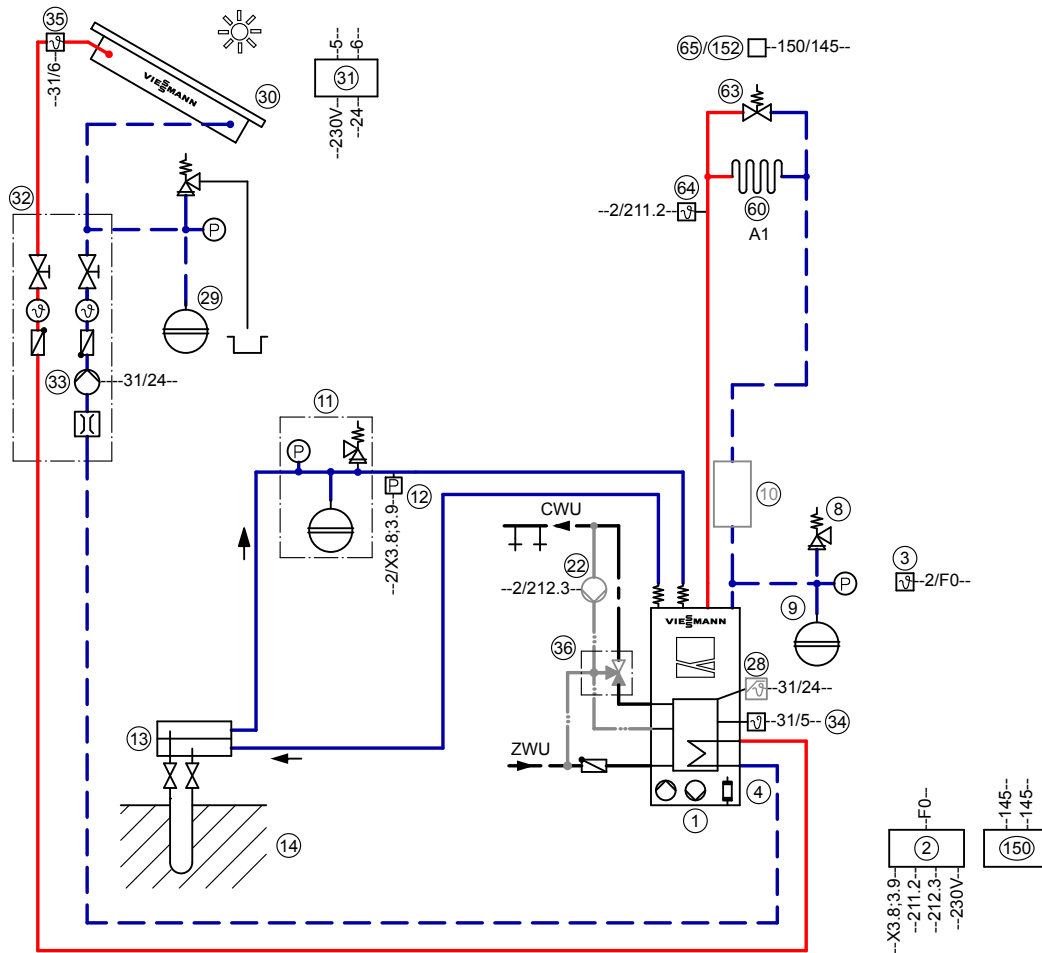 35
--31/6--
VIESSMANN
30
--5--
--6--
31
--230V--
--24--
65/152
--150/145--
63
64
--2/211.2--
60
A1
32
P
29
33
----31/24--
11
P
P
12
--2/X3.8;3.9--
10
CWU
22
--2/212.3--
8
3
--2/F0--
P
9
VIESSMANN
36
28
--31/24--
--31/5--
34
13
ZWU
4
1
14
--F0--
2
--X3.8;3.9--
--211.2--
--212.3--
--230V--
--145--
--145--
150